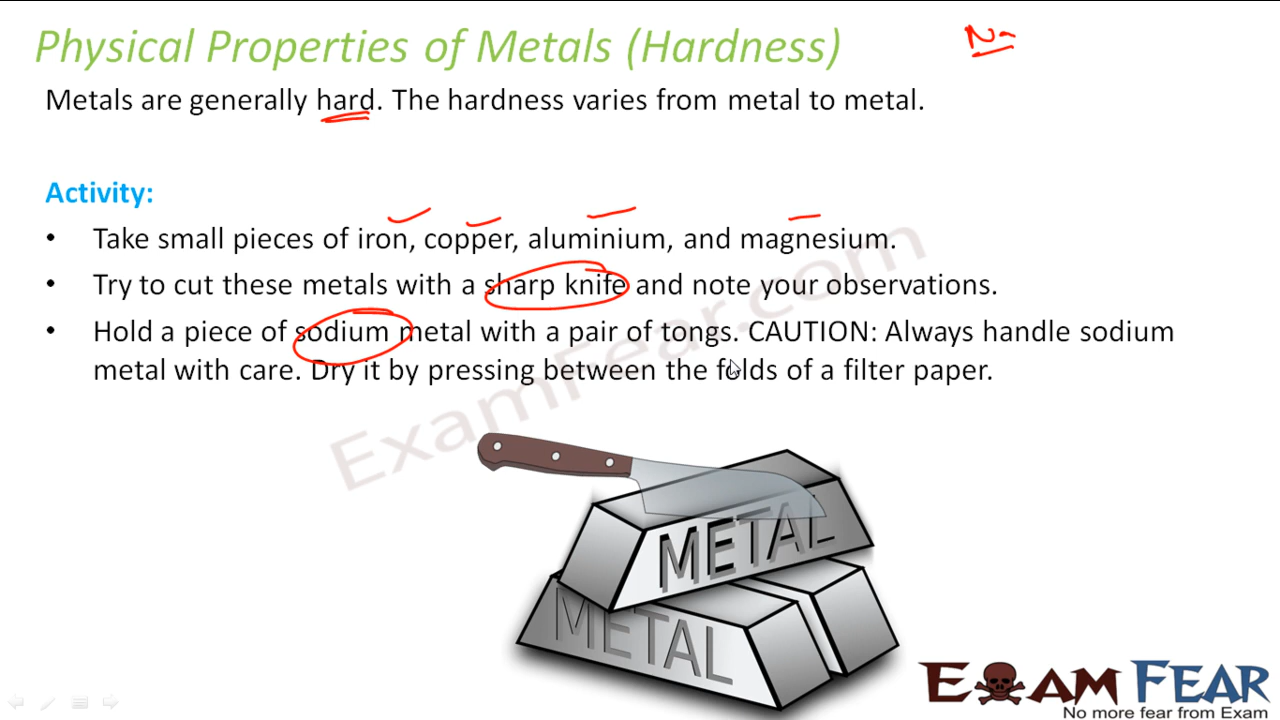 Physical Properties of Metals (Hardness)
Na
Metals are generally hard. The hardness varies from metal to metal.
Activity:
• Take small pieces of iron, copper, aluminium, and magnesium.
• Try to cut these metals with a sharp knife and note your observations.
• Hold a piece of sodium metal with a pair of tongs. CAUTION: Always handle sodium
metal with care. Dry it by pressing between the folds of a filter paper.
ExamFear.com
METAL
METAL
EXAM FEAR
No more fear from Exam